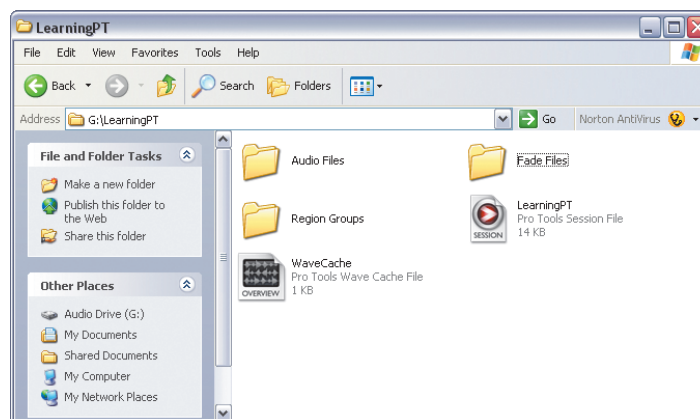 LearningPT
File Edit View Favorites Tools Help
Back Search Folders
Address G:\LearningPT Go Norton AntiVirus
File and Folder Tasks
Make a new folder
Publish this folder to
the Web
Share this folder
Other Places
Audio Drive (G:)
My Documents
Shared Documents
My Computer
My Network Places
Audio Files
Fade Files
Region Groups
SESSION
LearningPT
Pro Tools Session File
14 KB
OVERVIEW
WaveCache
Pro Tools Wave Cache File
1 KB